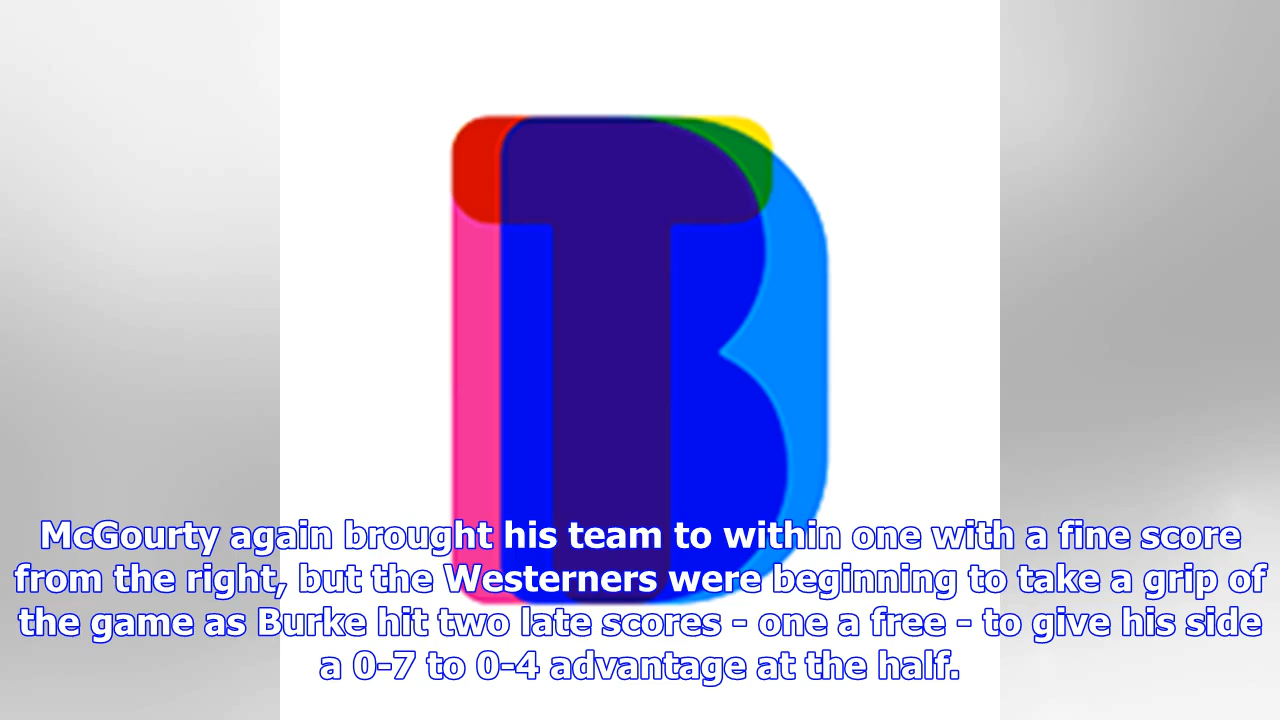 McGourty again brought his team to within one with a fine score
from the right, but the Westerners were beginning to take a grip of
the game as Burke hit two late scores - one a free - to give his side
a 0-7 to 0-4 advantage at the half.